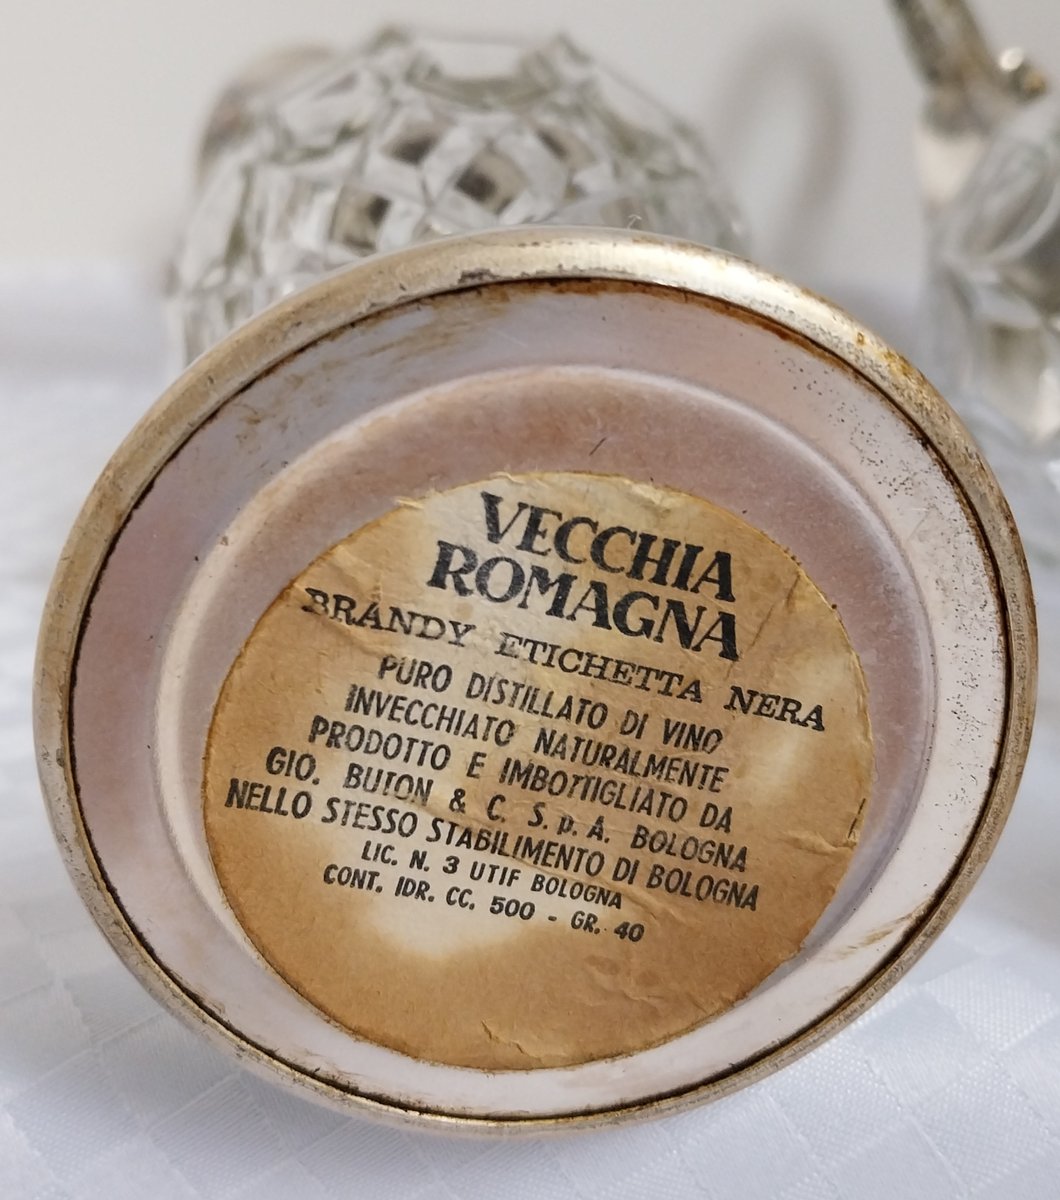 VECCHIA
ROMAGNA
BRANDY ETICHETTA NERA
PURO DISTILLATO DI VINO
INVECCHIATO NATURALMENTE
PRODOTTO E IMBOTTIGLIATO DA
GIO. BUTON & C. S.p.A. BOLOGNA
NELLO STESSO STABILIMENTO DI BOLOGNA
LIC. N. 3 UTIF BOLOGNA
CONT. IDR. CC. 500 - GR. 40